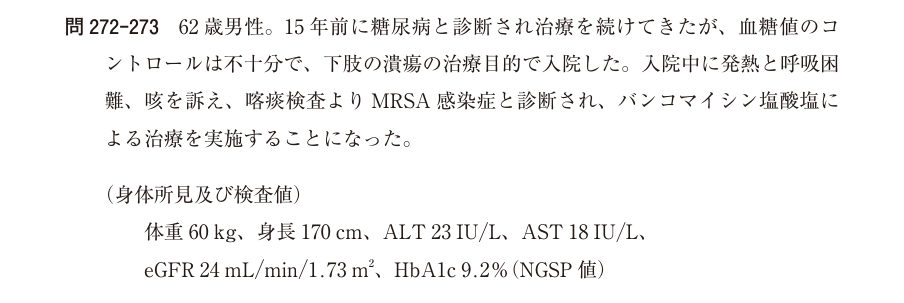 問 272-273　62 歳男性。15 年前に糖尿病と診断され治療を続けてきたが、血糖値のコ
ントロールは不十分で、下肢の潰瘍の治療目的で入院した。入院中に発熱と呼吸困
難、咳を訴え、喀痰検査より MRSA 感染症と診断され、バンコマイシン塩酸塩に
よる治療を実施することになった。
（身体所見及び検査値）
体重 60 kg、身長 170 cm、ALT 23 IU/L、AST 18 IU/L、
eGFR 24 mL/min/1.73 m²、HbA1c 9.2%（NGSP 値）